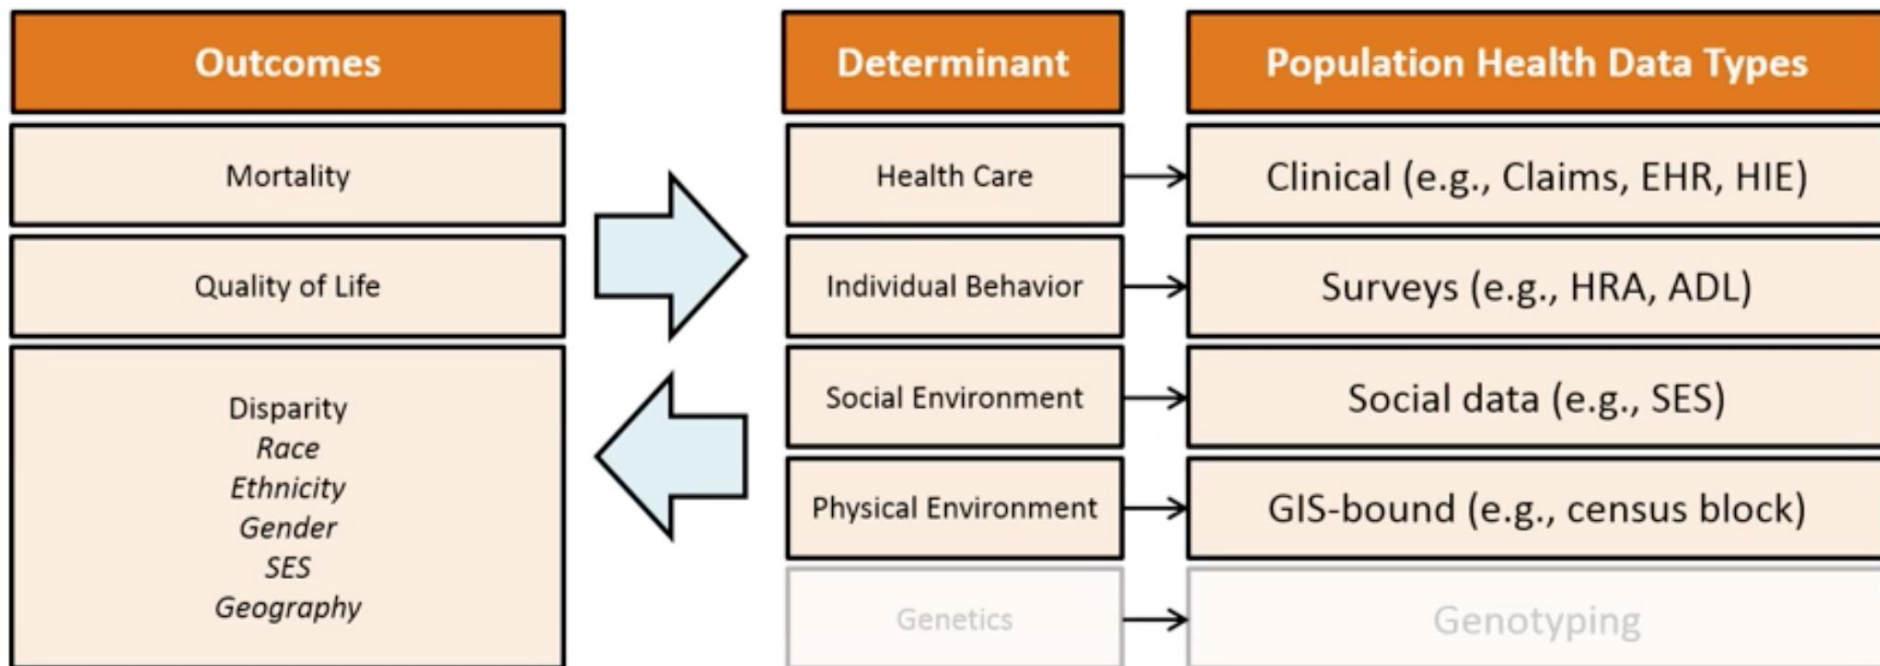 Outcomes
Mortality
Quality of Life
Disparity
Race
Ethnicity
Gender
SES
Geography
Determinant
Population Health Data Types
Health Care
Clinical (e.g., Claims, EHR, HIE)
Individual Behavior
Surveys (e.g., HRA, ADL)
Social Environment
Social data (e.g., SES)
Physical Environment
GIS-bound (e.g., census block)
Genetics
Genotyping